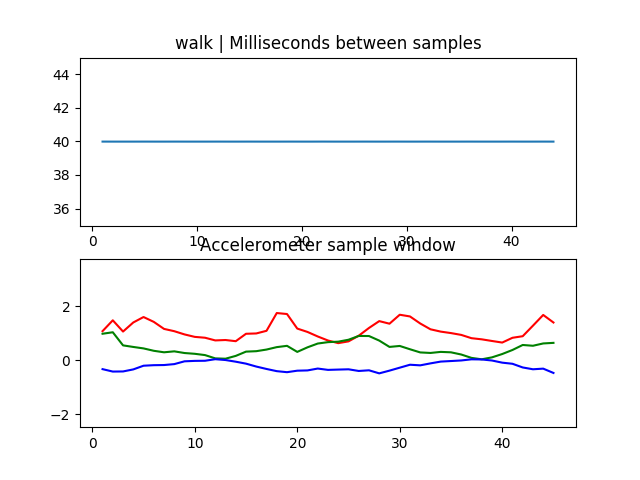 walk | Milliseconds between samples
44
42
40
38
36
0 10 20 30 40
Accelerometer sample window
2
0
−2
0 10 20 30 40